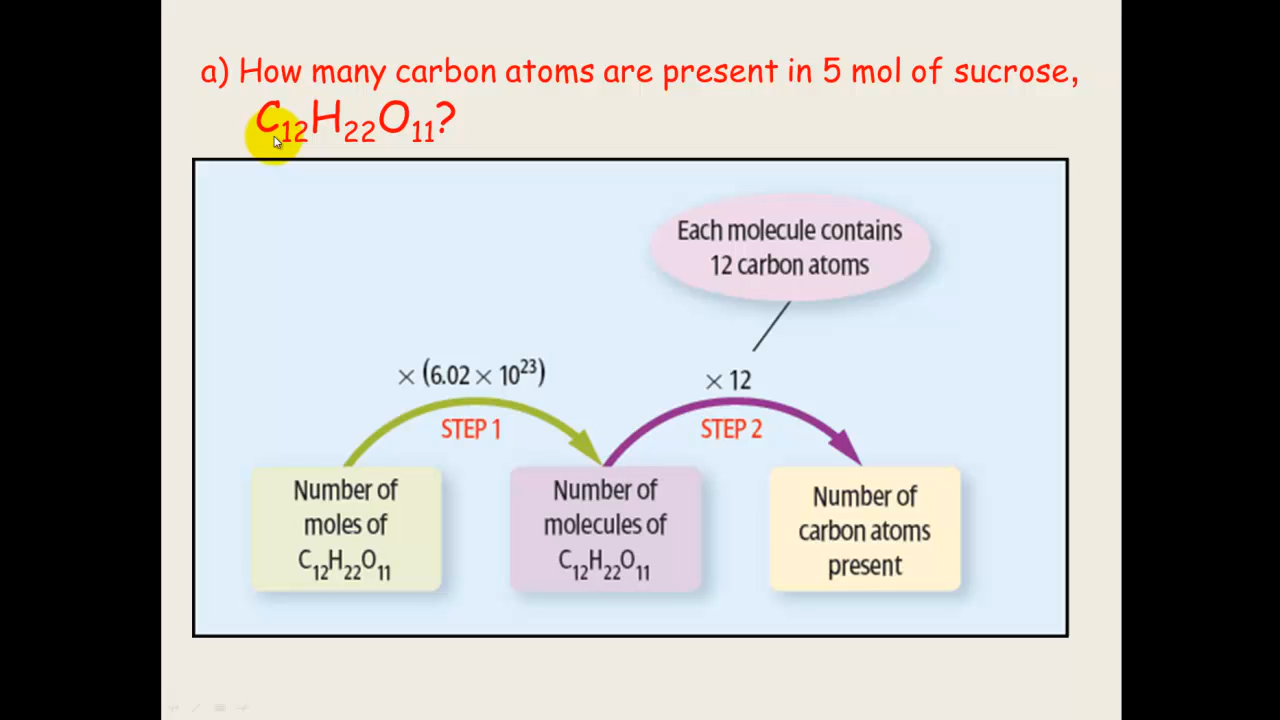 a) How many carbon atoms are present in 5 mol of sucrose,
C₁₂H₂₂O₁₁?
Each molecule contains
12 carbon atoms
× (6.02 × 10²³)
× 12
STEP 1
STEP 2
Number of
moles of
C₁₂H₂₂O₁₁
Number of
molecules of
C₁₂H₂₂O₁₁
Number of
carbon atoms
present